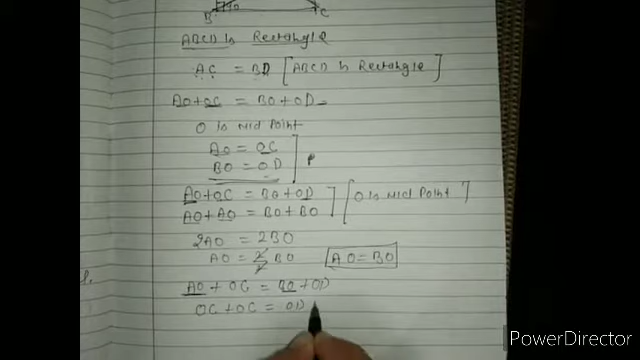 B C
ABCD is Rectangle
AC = BD [ABCD is Rectangle]
AO+OC = BO+OD
O is mid Point
AO = OC
BO = OD
P
AO+OC = BO+OD
AO+AO = BO+BO
[O is mid Point]
2AO = 2BO
AO = 2/2 BO
AO=BO
AO + OC = BO + OD
OC + OC = OD
PowerDirector